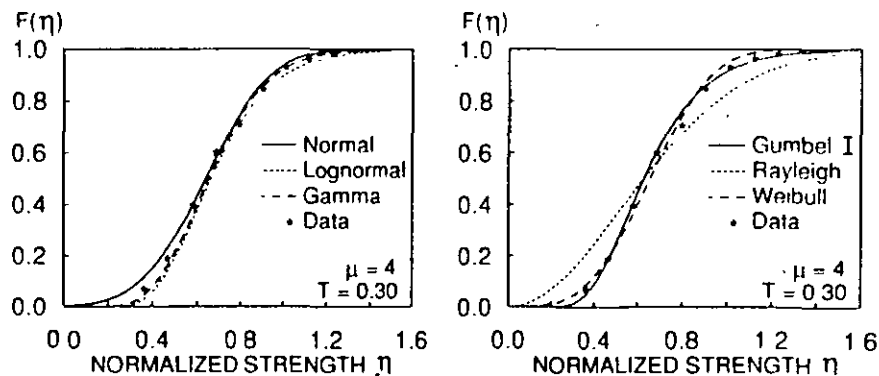 F(η)
1.0
0.8
0.6
0.4
0.2
0.0
Normal
Lognormal
Gamma
Data
μ = 4
T = 0.30
0 0 0.4 0.8 1.2 1.6
NORMALIZED STRENGTH η
F(η)
1.0
0.8
0.6
0.4
0.2
0.0
Gumbel I
Rayleigh
Weibull
Data
μ = 4
T = 0 30
0.0 0.4 0.8 1.2 1 6
NORMALIZED STRENGTH η